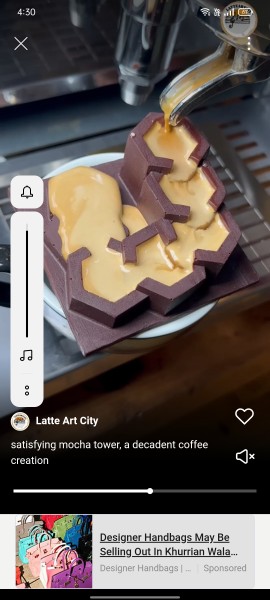 4:30
Latte Art City
satisfying mocha tower, a decadent coffee
creation
Designer Handbags May Be
Selling Out In Khurrian Wala...
Designer Handbags | ...
Sponsored